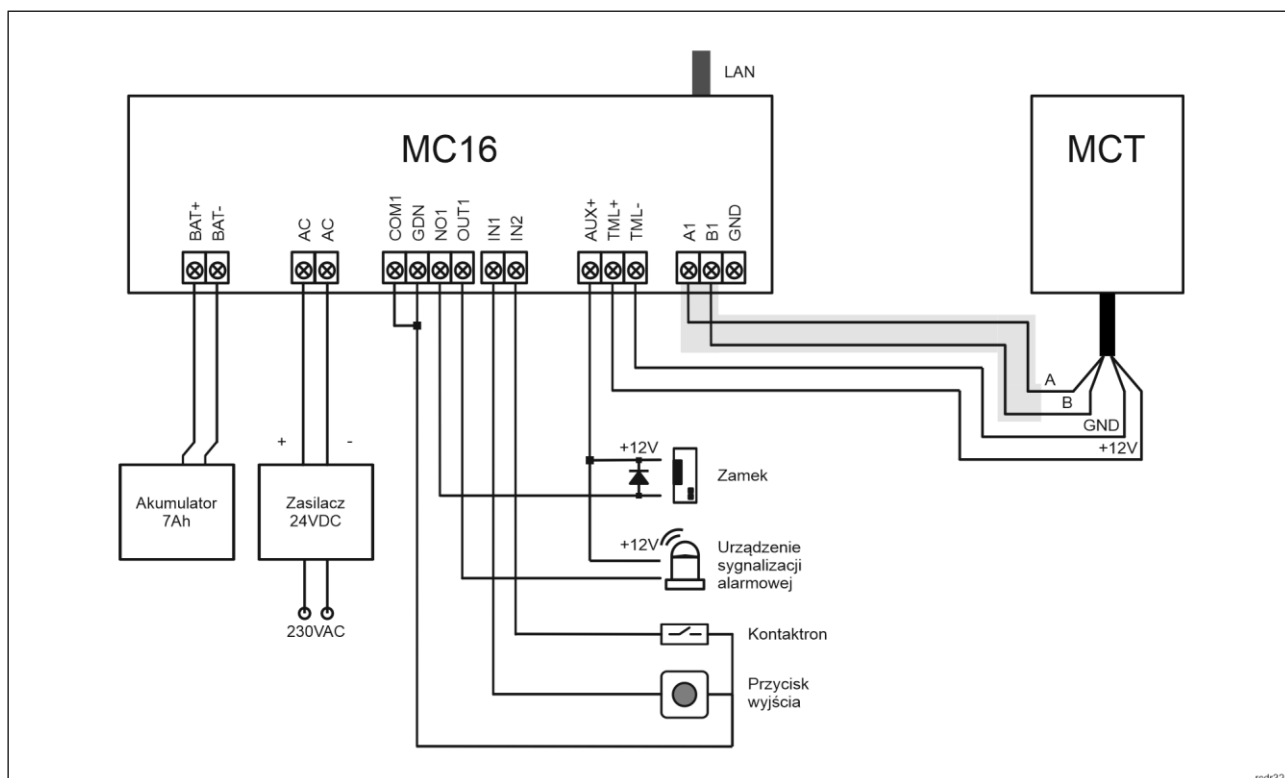 LAN
MC16
MCT
BAT+
BAT-
AC
AC
COM1
GDN
NO1
OUT1
IN1
IN2
AUX+
TML+
TML-
A1
B1
GND
A
B
GND
+12V
+
-
Akumulator
7Ah
Zasilacz
24VDC
230VAC
+12V
Zamek
+12V
Urządzenie
sygnalizacji
alarmowej
Kontaktron
Przycisk
wyjścia